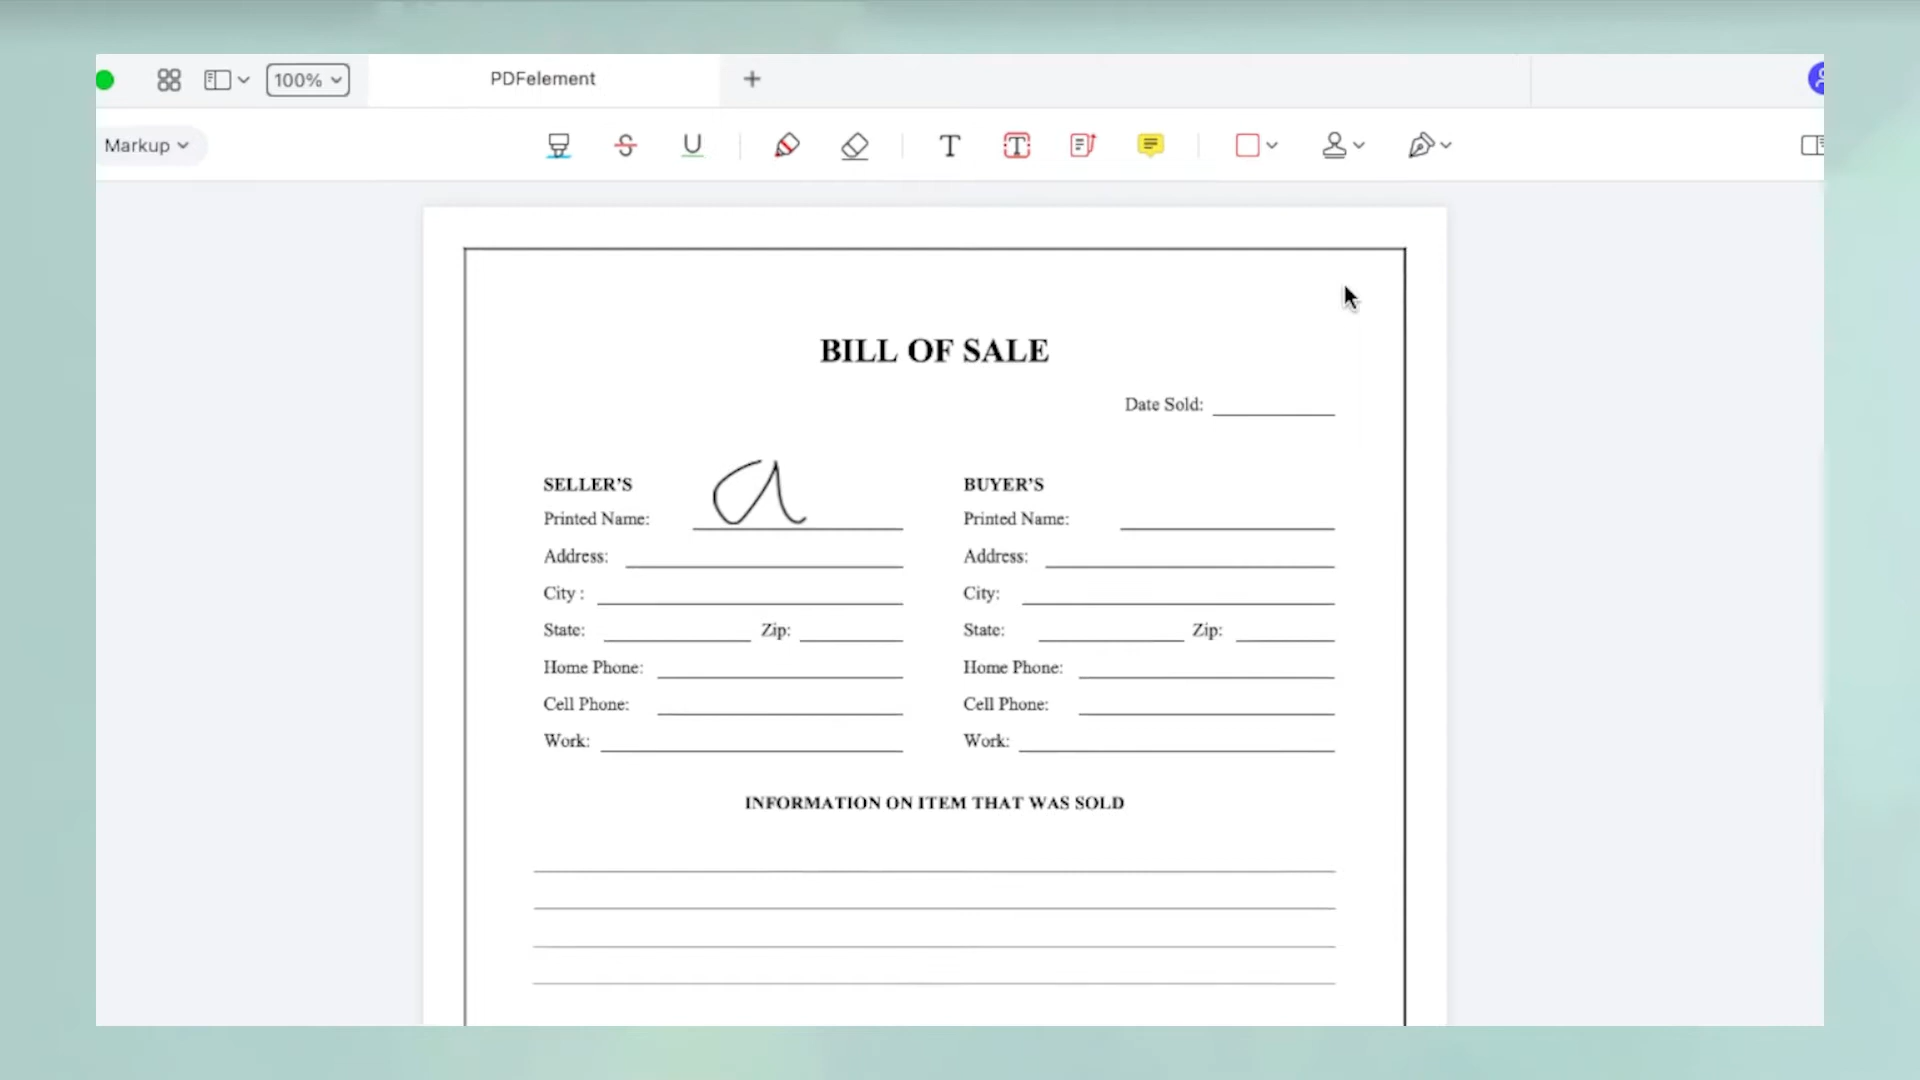 100%
PDFelement
Markup
BILL OF SALE
Date Sold:
SELLER'S
a
Printed Name:
Address:
City :
State: Zip:
Home Phone:
Cell Phone:
Work:
BUYER'S
Printed Name:
Address:
City:
State: Zip:
Home Phone:
Cell Phone:
Work:
INFORMATION ON ITEM THAT WAS SOLD